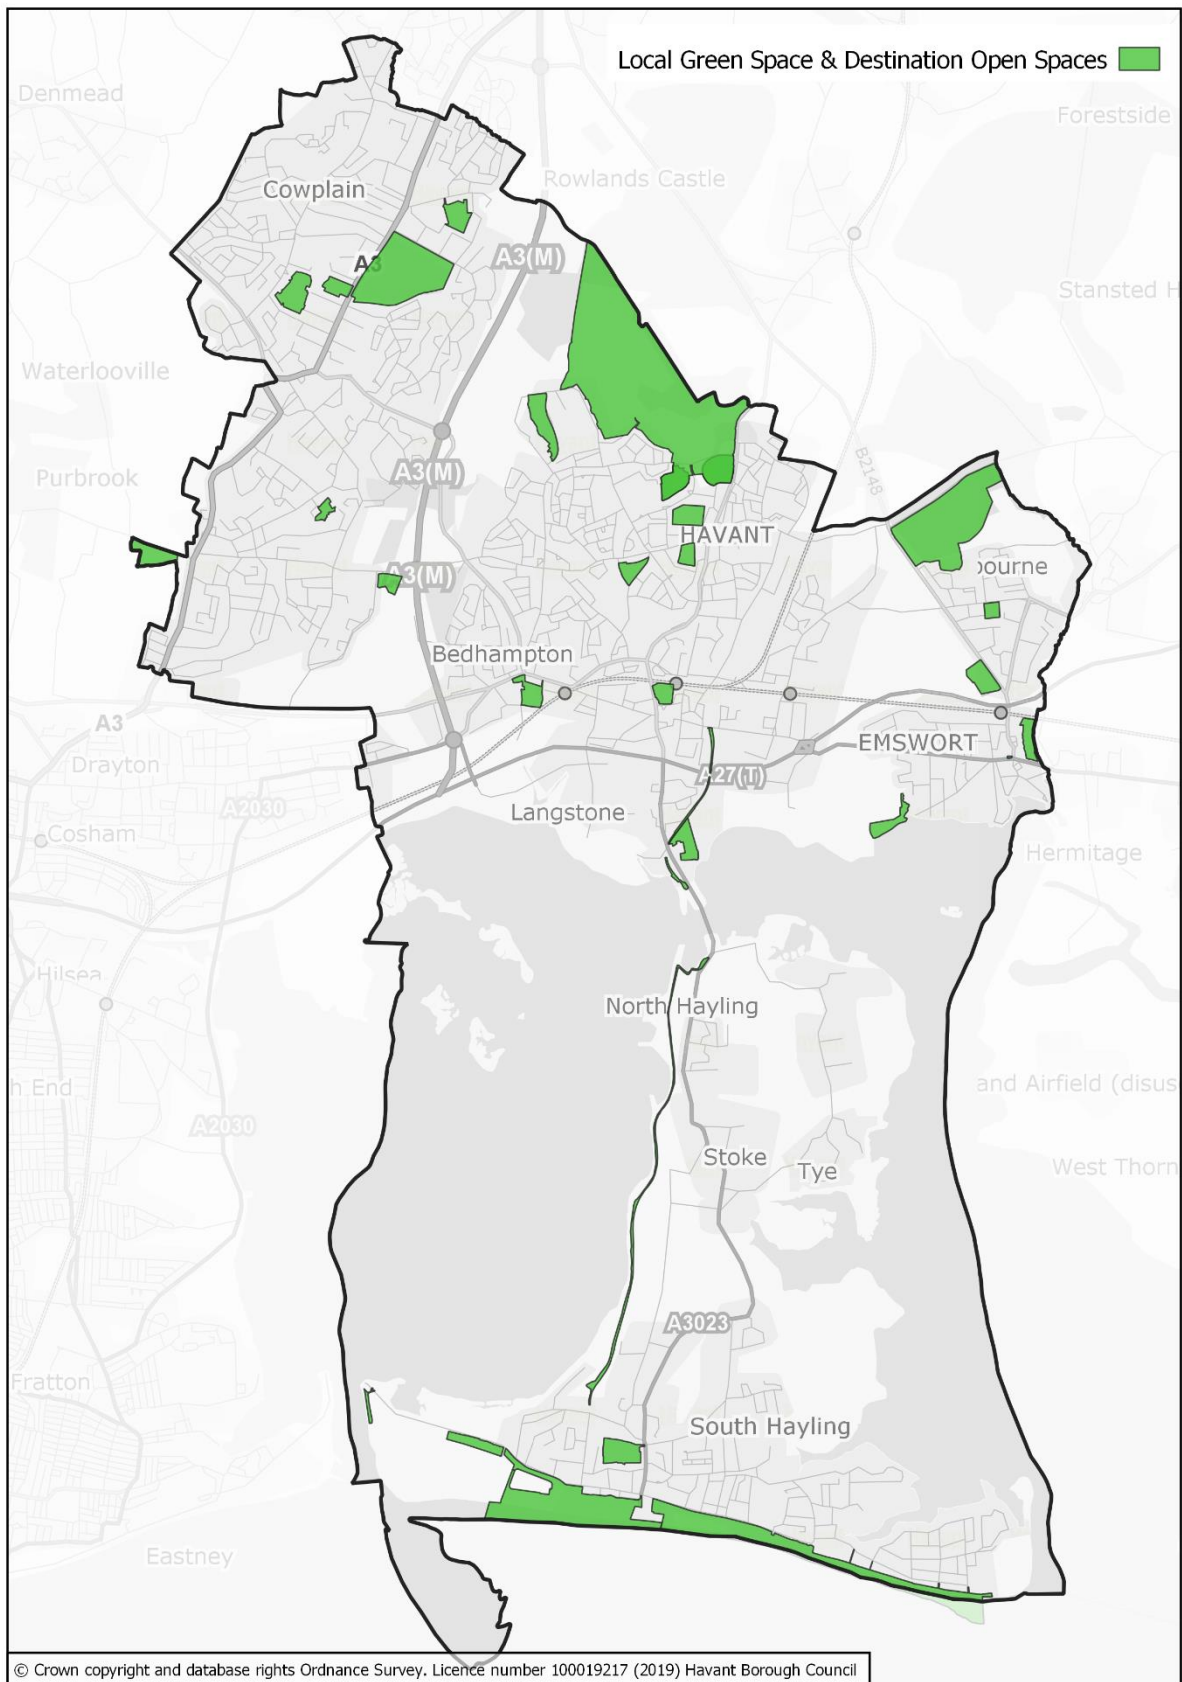 Local Green Space & Destination Open Spaces
Denmead
Forestside
Rowlands Castle
Cowplain
A3(M)
A3
Stansted H
Waterlooville
B2148
A3(M)
Purbrook
HAVANT
A3(M)
bourne
Bedhampton
A3
EMSWORT
Drayton
A27(T)
A2030
Langstone
Cosham
Hermitage
Hilsea
North Hayling
h End
and Airfield (disus
A2030
Stoke
Tye
West Thorn
A3023
Fratton
South Hayling
Eastney
© Crown copyright and database rights Ordnance Survey. Licence number 100019217 (2019) Havant Borough Council